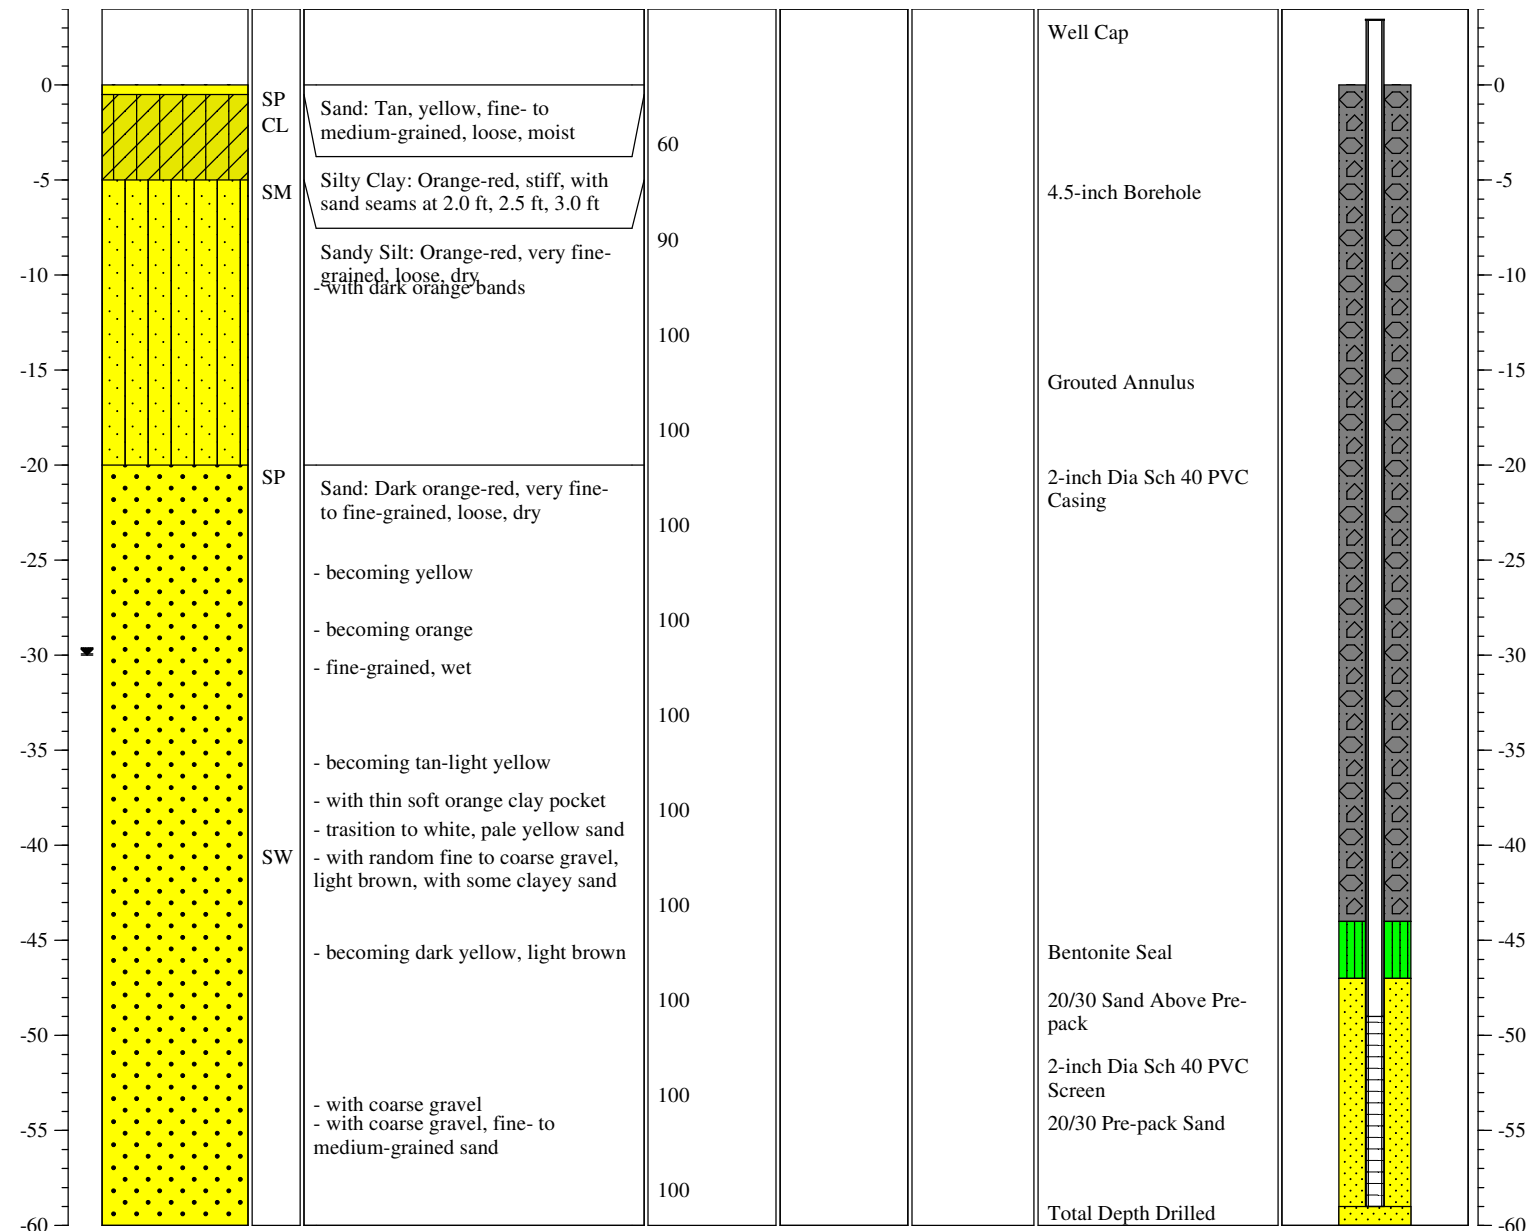 Well Cap
0
0
SP
Sand: Tan, yellow, fine- to
CL
medium-grained, loose, moist
60
-5
Silty Clay: Orange-red, stiff, with
-5
SM
sand seams at 2.0 ft, 2.5 ft, 3.0 ft
4.5-inch Borehole
90
Sandy Silt: Orange-red, very fine-
grained, loose, dry
-10
-10
- with dark orange bands
100
-15
-15
Grouted Annulus
100
-20
-20
SP
2-inch Dia Sch 40 PVC
Casing
Sand: Dark orange-red, very fine-
to fine-grained, loose, dry
100
-25
-25
- becoming yellow
100
- becoming orange
-30
-30
- fine-grained, wet
100
-35
-35
- becoming tan-light yellow
- with thin soft orange clay pocket
100
- trasition to white, pale yellow sand
-40
-40
SW
- with random fine to coarse gravel,
light brown, with some clayey sand
100
-45
-45
- becoming dark yellow, light brown
Bentonite Seal
100
20/30 Sand Above Pre-
pack
-50
-50
2-inch Dia Sch 40 PVC
Screen
100
- with coarse gravel
- with coarse gravel, fine- to
medium-grained sand
20/30 Pre-pack Sand
-55
-55
100
Total Depth Drilled
-60
-60